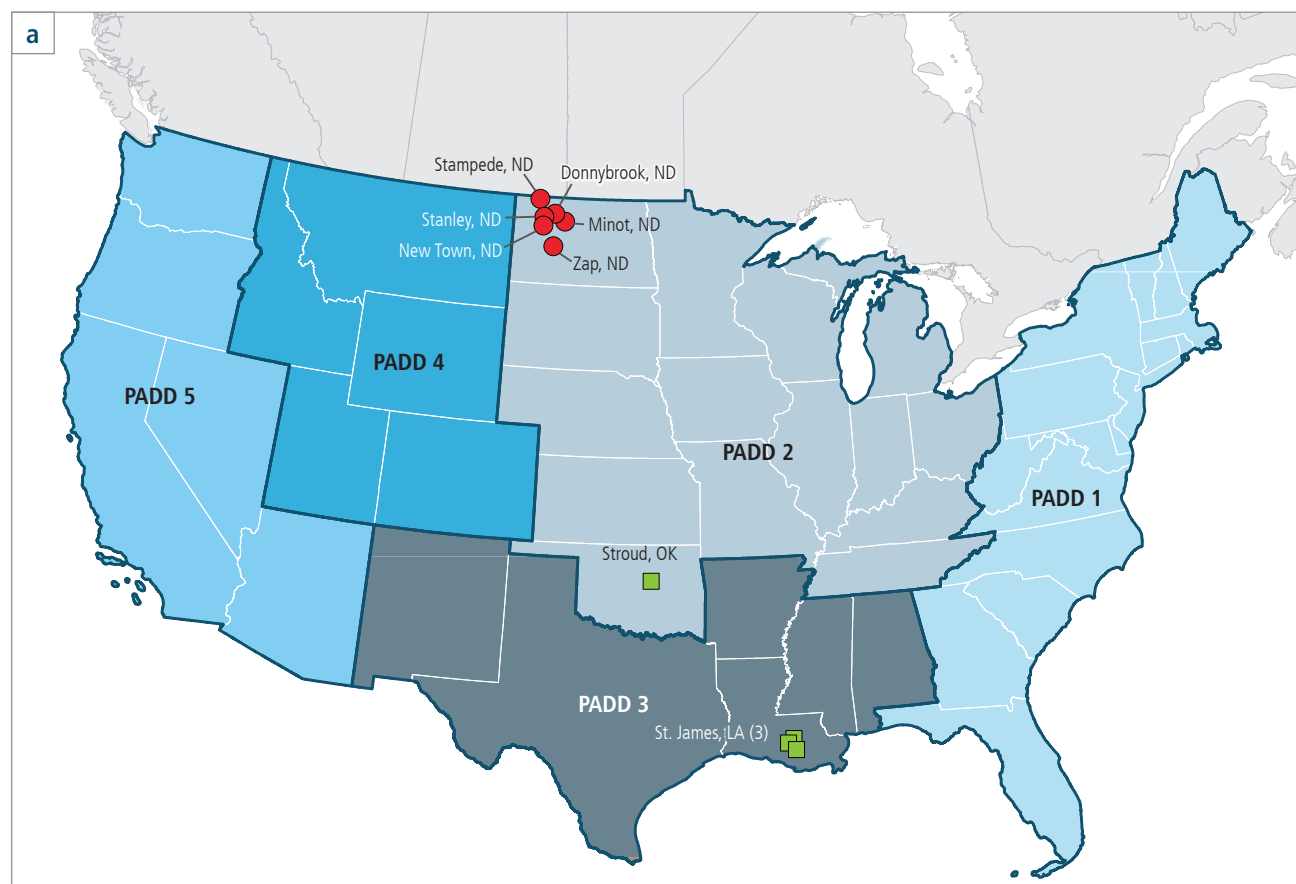 a
Stampede, ND
Donnybrook, ND
Stanley, ND
Minot, ND
New Town, ND
Zap, ND
PADD 4
PADD 5
PADD 2
PADD 1
Stroud, OK
PADD 3
St. James, LA (3)